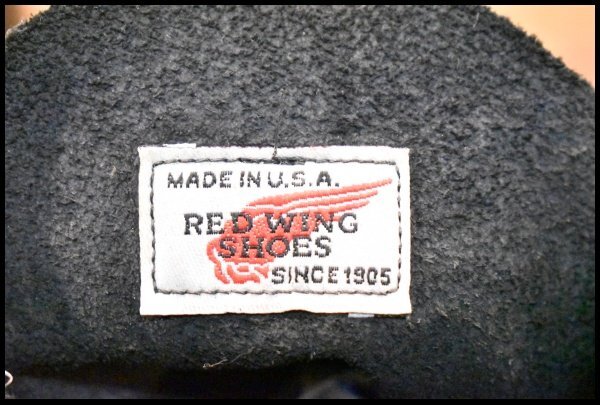 MADE IN U.S.A.
RED WING
SHOES
SINCE 1905